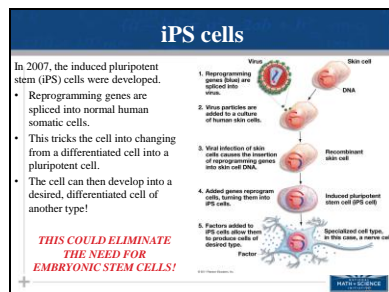 iPS cells
In 2007, the induced pluripotent
stem (iPS) cells were developed.
• Reprogramming genes are
spliced into normal human
somatic cells.
• This tricks the cell into changing
from a differentiated cell into a
pluripotent cell.
• The cell can then develop into a
desired, differentiated cell of
another type!
THIS COULD ELIMINATE
THE NEED FOR
EMBRYONIC STEM CELLS!
Virus
Skin cell
1. Reprogramming
genes (blue) are
spliced into
virus.
DNA
2. Virus particles are
added to a culture
of human skin cells.
3. Viral infection of skin
cells causes the insertion
of reprogramming genes
into skin cell DNA.
Recombinant
skin cell
4. Added genes reprogram
cells, turning them into
iPS cells.
Induced pluripotent
stem cell (iPS cell)
5. Factors added to
iPS cells allow them
to produce cells of
desired type.
Specialized cell type,
in this case, a nerve cell
Factor
MATH SCIENCE